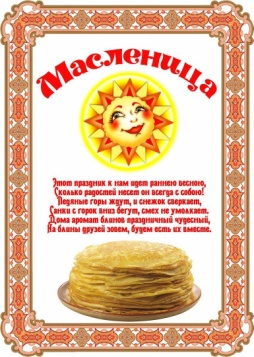 Масленица
Этот праздник к нам идет раннею весною,
Сколько радостей несет он всегда с собою!
Ледяные горы ждут, и снежок сверкает,
Санки с горок вниз бегут, смех не умолкает.
Дома аромат блинов праздничный чудесный,
На блины друзей зовем, будем есть их вместе.